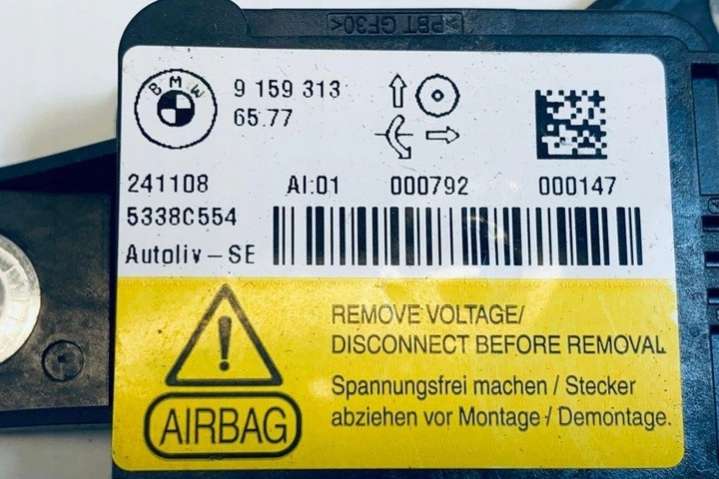 >PBT GF30<
BMW
9 159 313
65.77
241108 AI:01 000792 000147
5338C554
Autoliv-SE
REMOVE VOLTAGE/
DISCONNECT BEFORE REMOVAL
AIRBAG
Spannungsfrei machen / Stecker
abziehen vor Montage / Demontage.